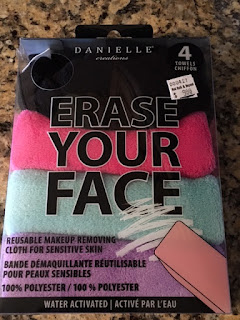 DANIELLE
creations
4
TOWELS
CHIFFON
ERASE
YOUR
FACE
REUSABLE MAKEUP REMOVING
CLOTH FOR SENSITIVE SKIN
BANDE DÉMAQUILLANTE RÉUTILISABLE
POUR PEAUX SENSIBLES
100% POLYESTER / 100 % POLYESTER
WATER ACTIVATED | ACTIVÉ PAR L'EAU